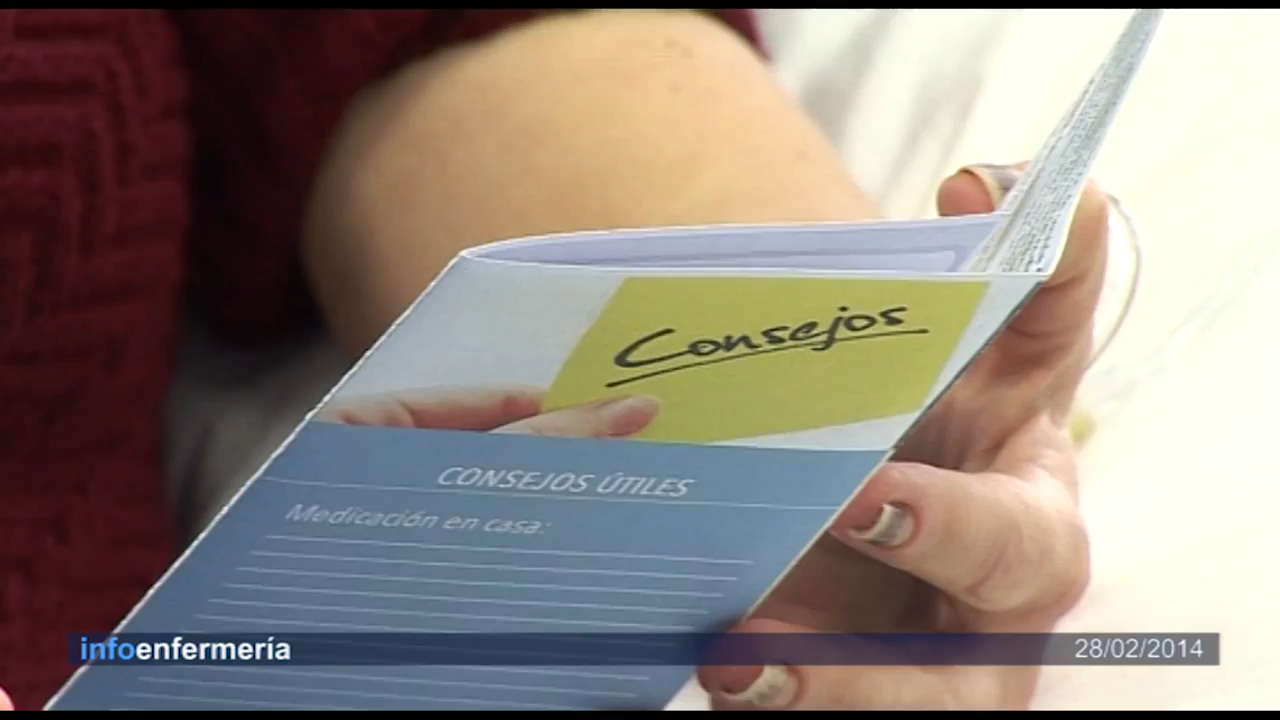 Consejos
CONSEJOS ÚTILES
Medicación en casa:
infoenfermería
28/02/2014